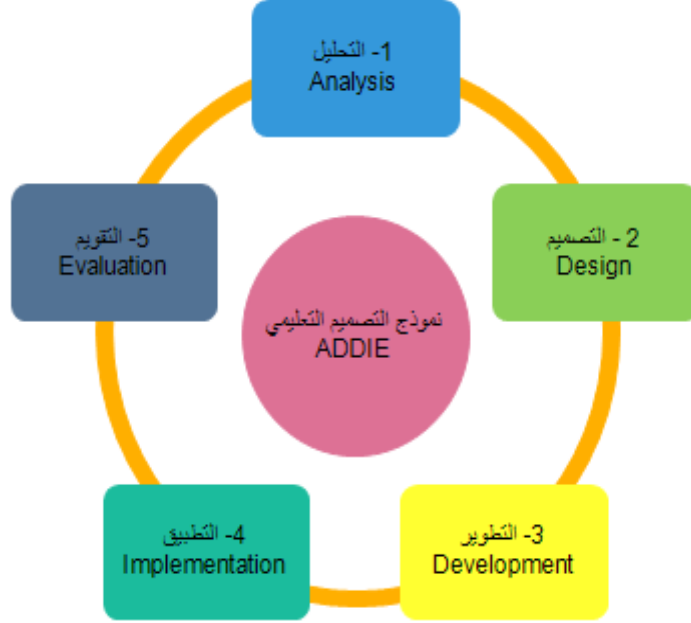 1- التحليل
Analysis
2 - التصميم
Design
3- التطوير
Development
4- التطبيق
Implementation
5- التقويم
Evaluation
نموذج التصميم التعليمي
ADDIE